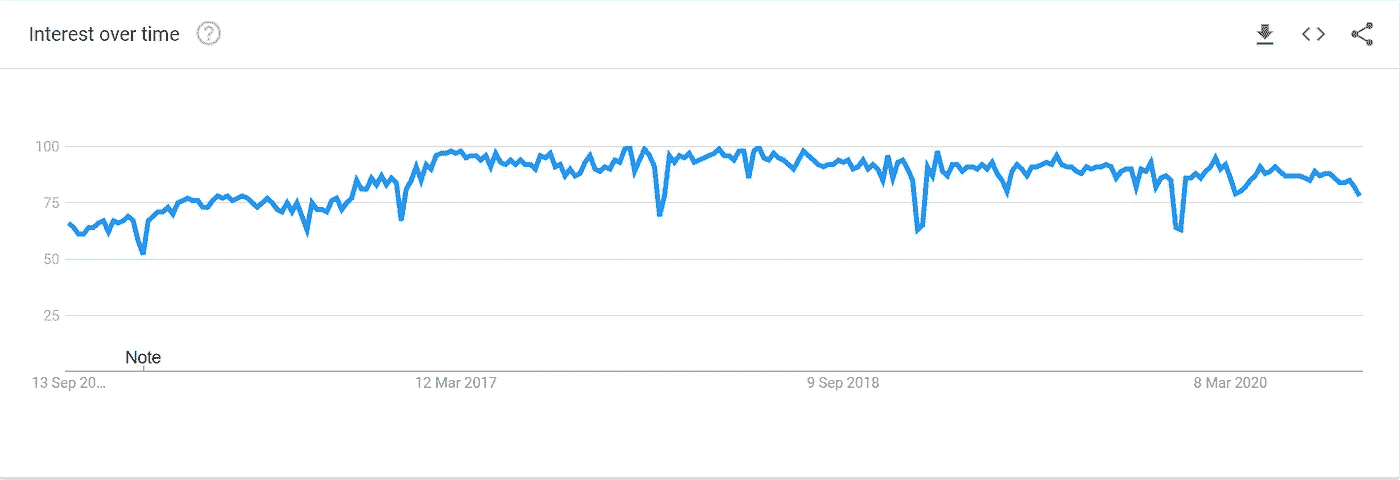 Interest over time ?
100
75
50
25
Note
13 Sep 20...
12 Mar 2017
9 Sep 2018
8 Mar 2020